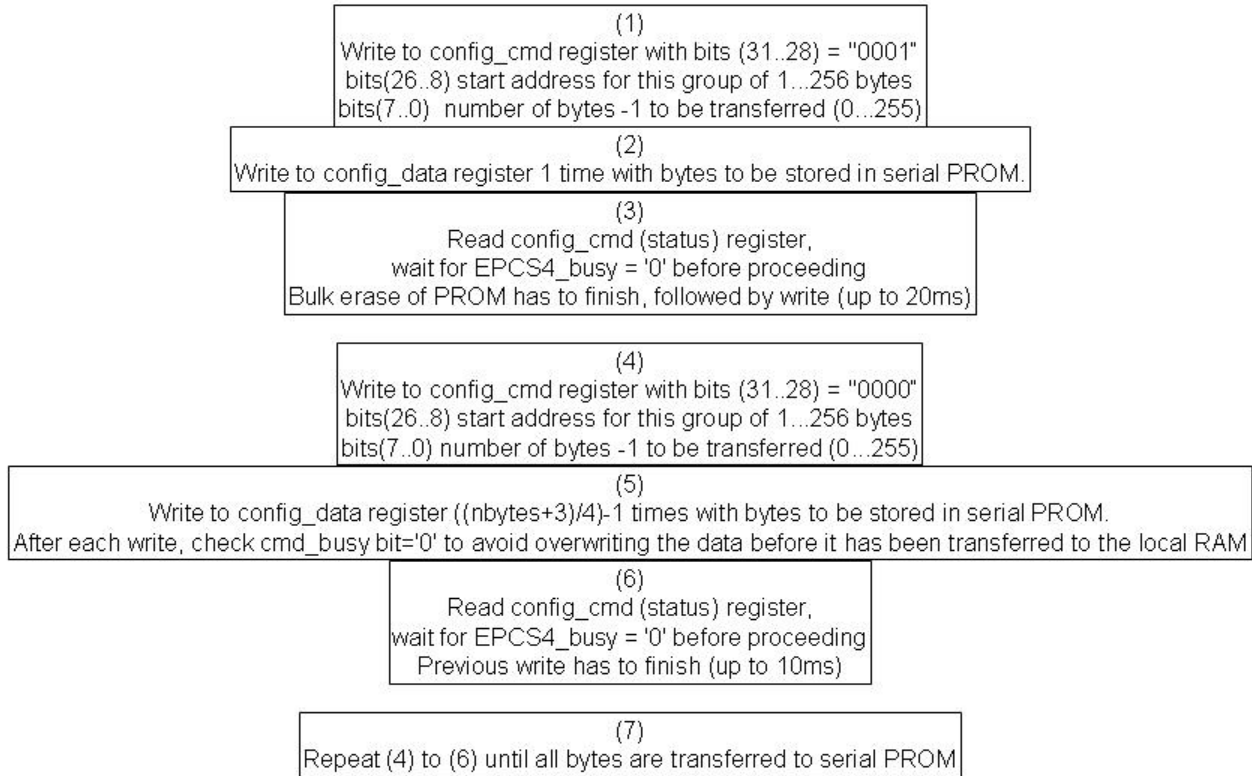 (1)
Write to config_cmd register with bits (31..28) = "0001"
bits(26..8) start address for this group of 1...256 bytes
bits(7..0)  number of bytes -1 to be transferred (0...255)
(2)
Write to config_data register 1 time with bytes to be stored in serial PROM.
(3)
Read config_cmd (status) register,
wait for EPCS4_busy = '0' before proceeding
Bulk erase of PROM has to finish, followed by write (up to 20ms)
(4)
Write to config_cmd register with bits (31..28) = "0000"
bits(26..8) start address for this group of 1...256 bytes
bits(7..0) number of bytes -1 to be transferred (0...255)
(5)
Write to config_data register ((nbytes+3)/4)-1 times with bytes to be stored in serial PROM.
After each write, check cmd_busy bit='0' to avoid overwriting the data before it has been transferred to the local RAM
(6)
Read config_cmd (status) register,
wait for EPCS4_busy = '0' before proceeding
Previous write has to finish (up to 10ms)
(7)
Repeat (4) to (6) until all bytes are transferred to serial PROM